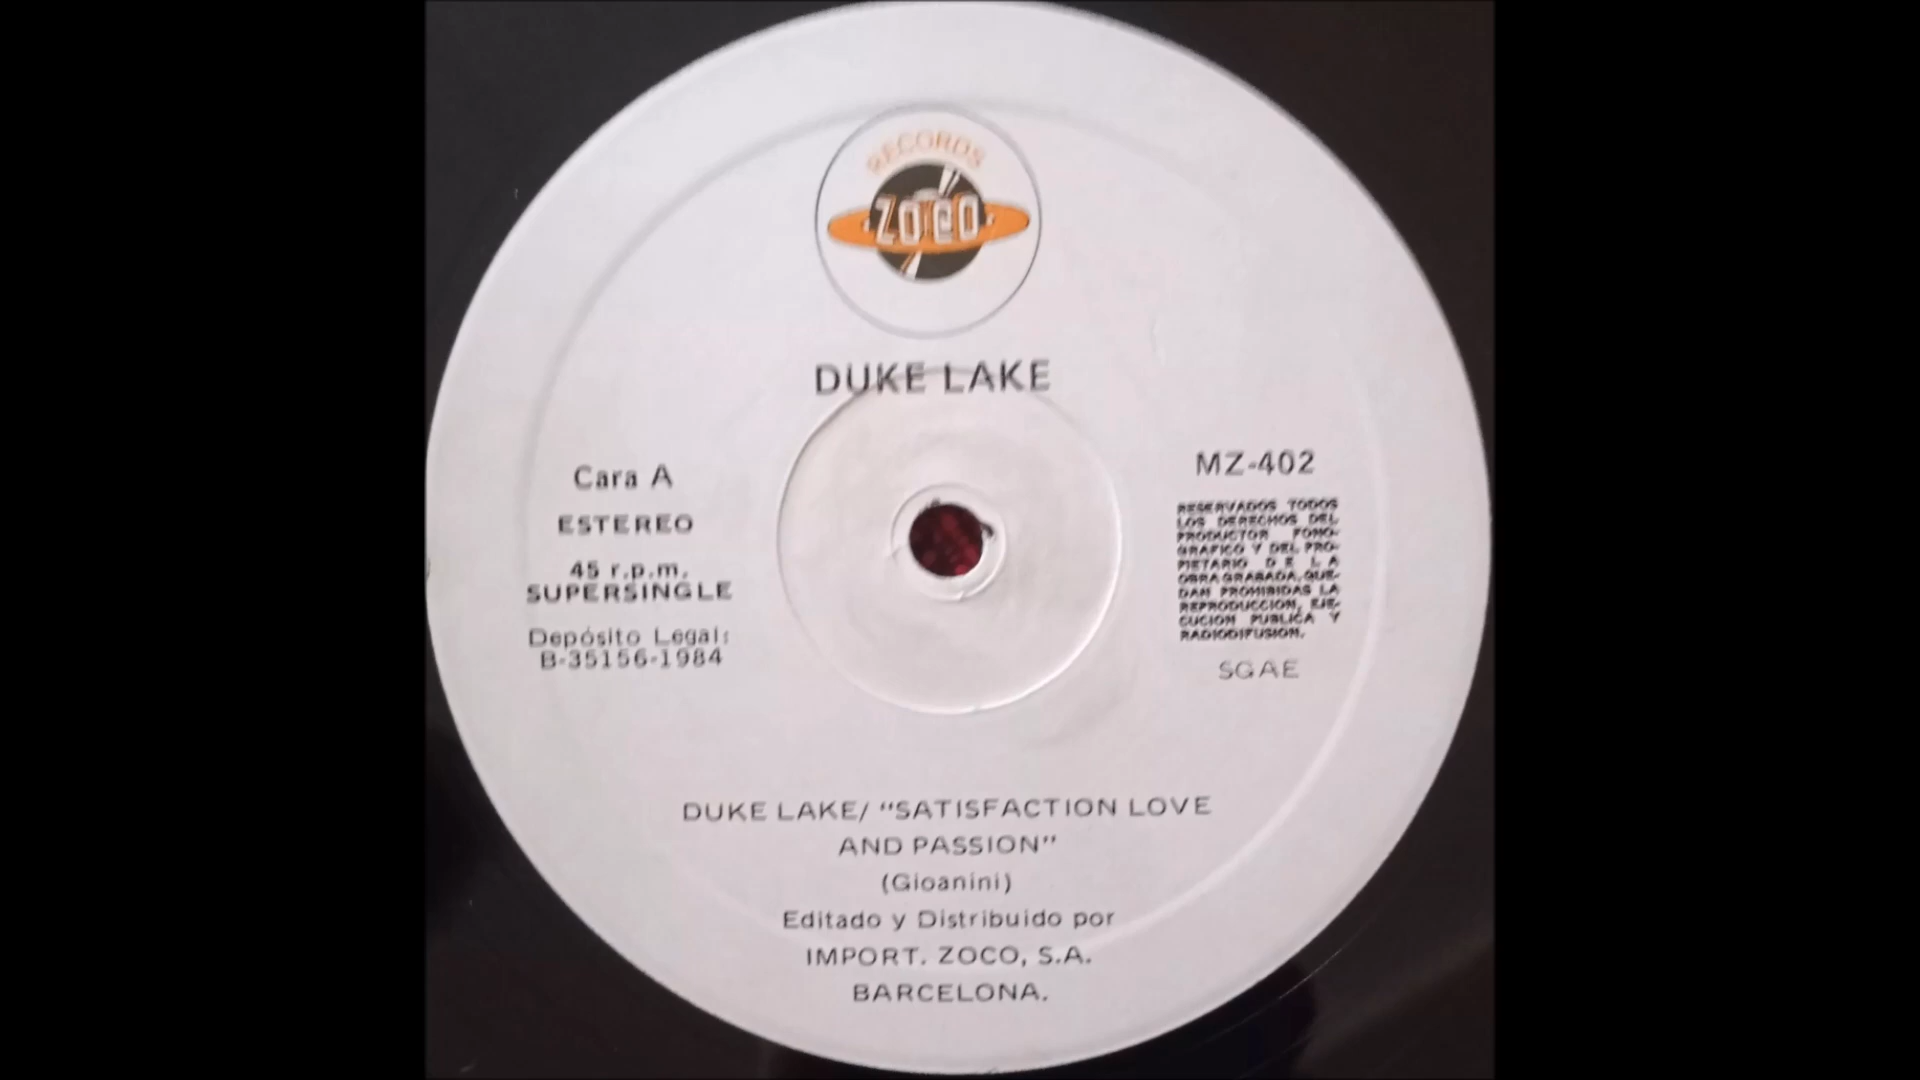 RECORDS
ZOCO
DUKE LAKE
Cara A
ESTEREO
45 r.p.m.
SUPERSINGLE
Depósito Legal:
B-35156-1984
MZ-402
RESERVADOS TODOS
LOS DERECHOS DEL
PRODUCTOR FONO-
GRAFICO Y DEL PRO-
PIETARIO DE LA
OBRA GRABADA, QUE-
DAN PROHIBIDAS LA
REPRODUCCION, EJE-
CUCION PUBLICA Y
RADIODIFUSION.
SGAE
DUKE LAKE/ "SATISFACTION LOVE
AND PASSION"
(Gioanini)
Editado y Distribuido por
IMPORT. ZOCO, S.A.
BARCELONA.